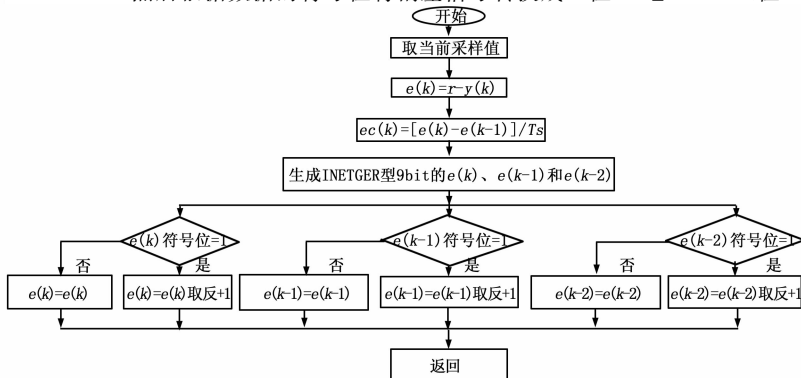 开始
取当前采样值
e(k)=r-y(k)
ec(k)=[e(k)-e(k-1)]/Ts
生成INETGER型9bit的e(k)、e(k-1)和e(k-2)
e(k)符号位=1
e(k-1)符号位=1
e(k-2)符号位=1
否
是
否
是
否
是
e(k)=e(k)
e(k)=e(k)取反+1
e(k-1)=e(k-1)
e(k-1)=e(k-1)取反+1
e(k-2)=e(k-2)
e(k-2)=e(k-2)取反+1
返回